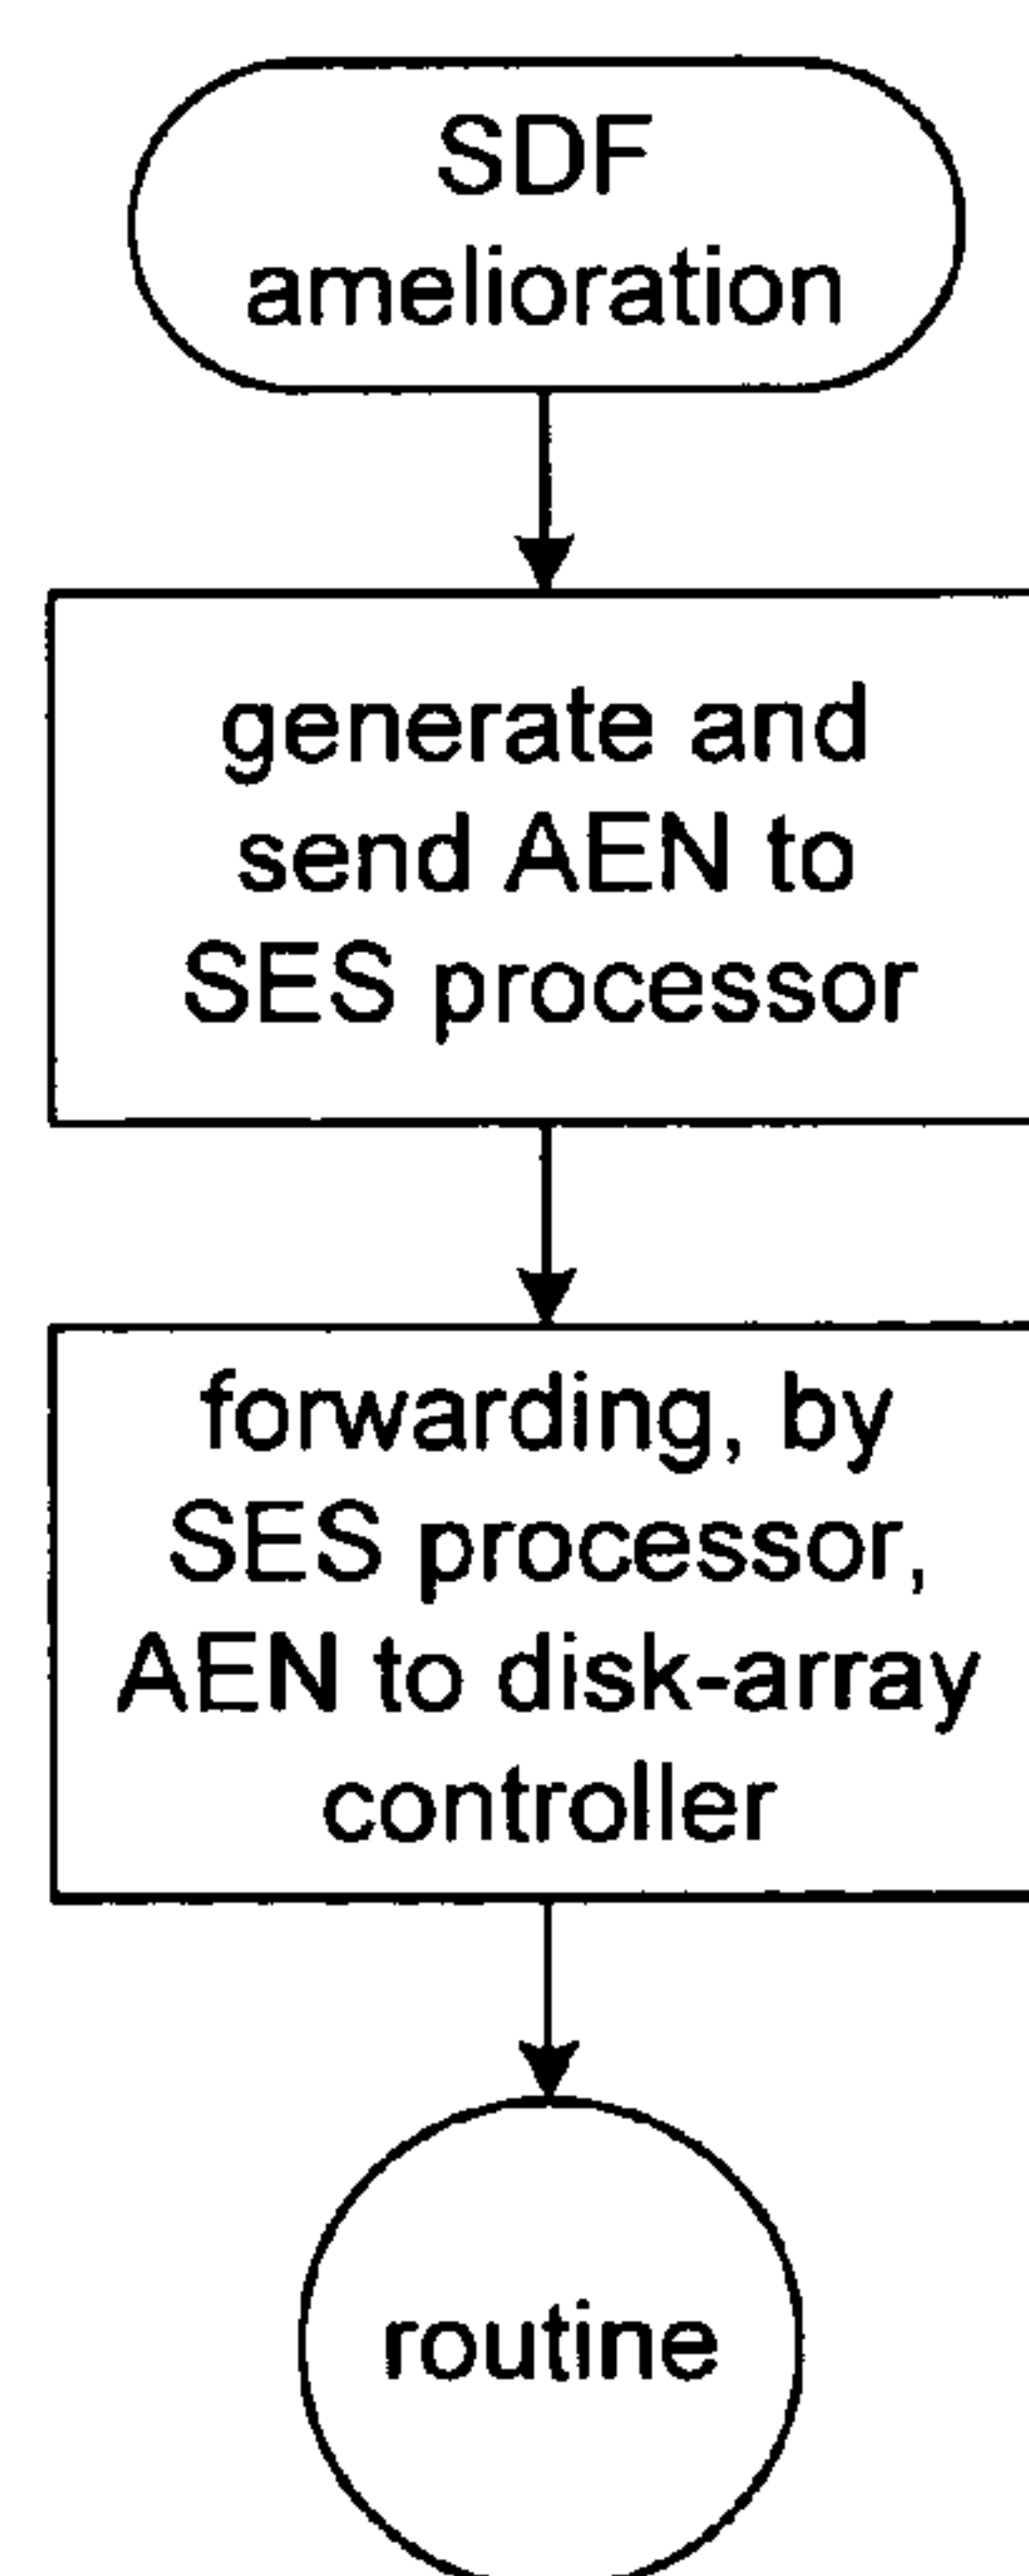 SDF
amelioration
generate and
send AEN to
SES processor
forwarding, by
SES processor,
AEN to disk-array
controller
routine